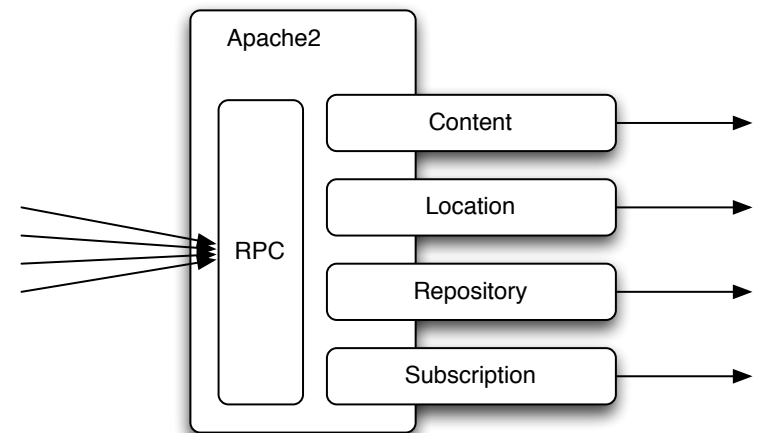 Apache2
RPC
Content
Location
Repository
Subscription